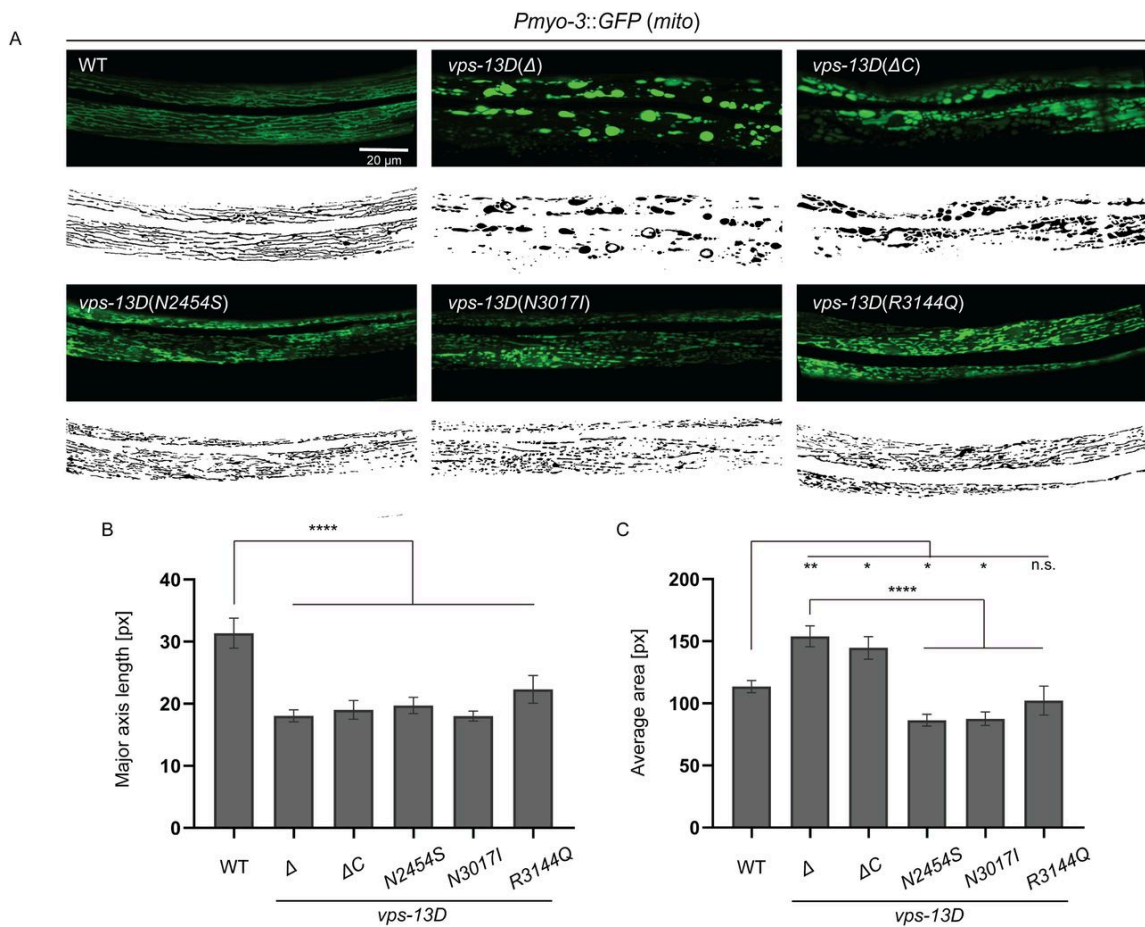 Pmyo-3::GFP (mito)
A
WT
vps-13D(Δ)
vps-13D(ΔC)
20 µm
vps-13D(N2454S)
vps-13D(N3017I)
vps-13D(R3144Q)
B
****
Major axis length [px]
40
30
20
10
0
WT
Δ
ΔC
N2454S
N3017I
R3144Q
vps-13D
C
** * * * n.s.
****
Average area [px]
200
150
100
50
0
WT
Δ
ΔC
N2454S
N3017I
R3144Q
vps-13D